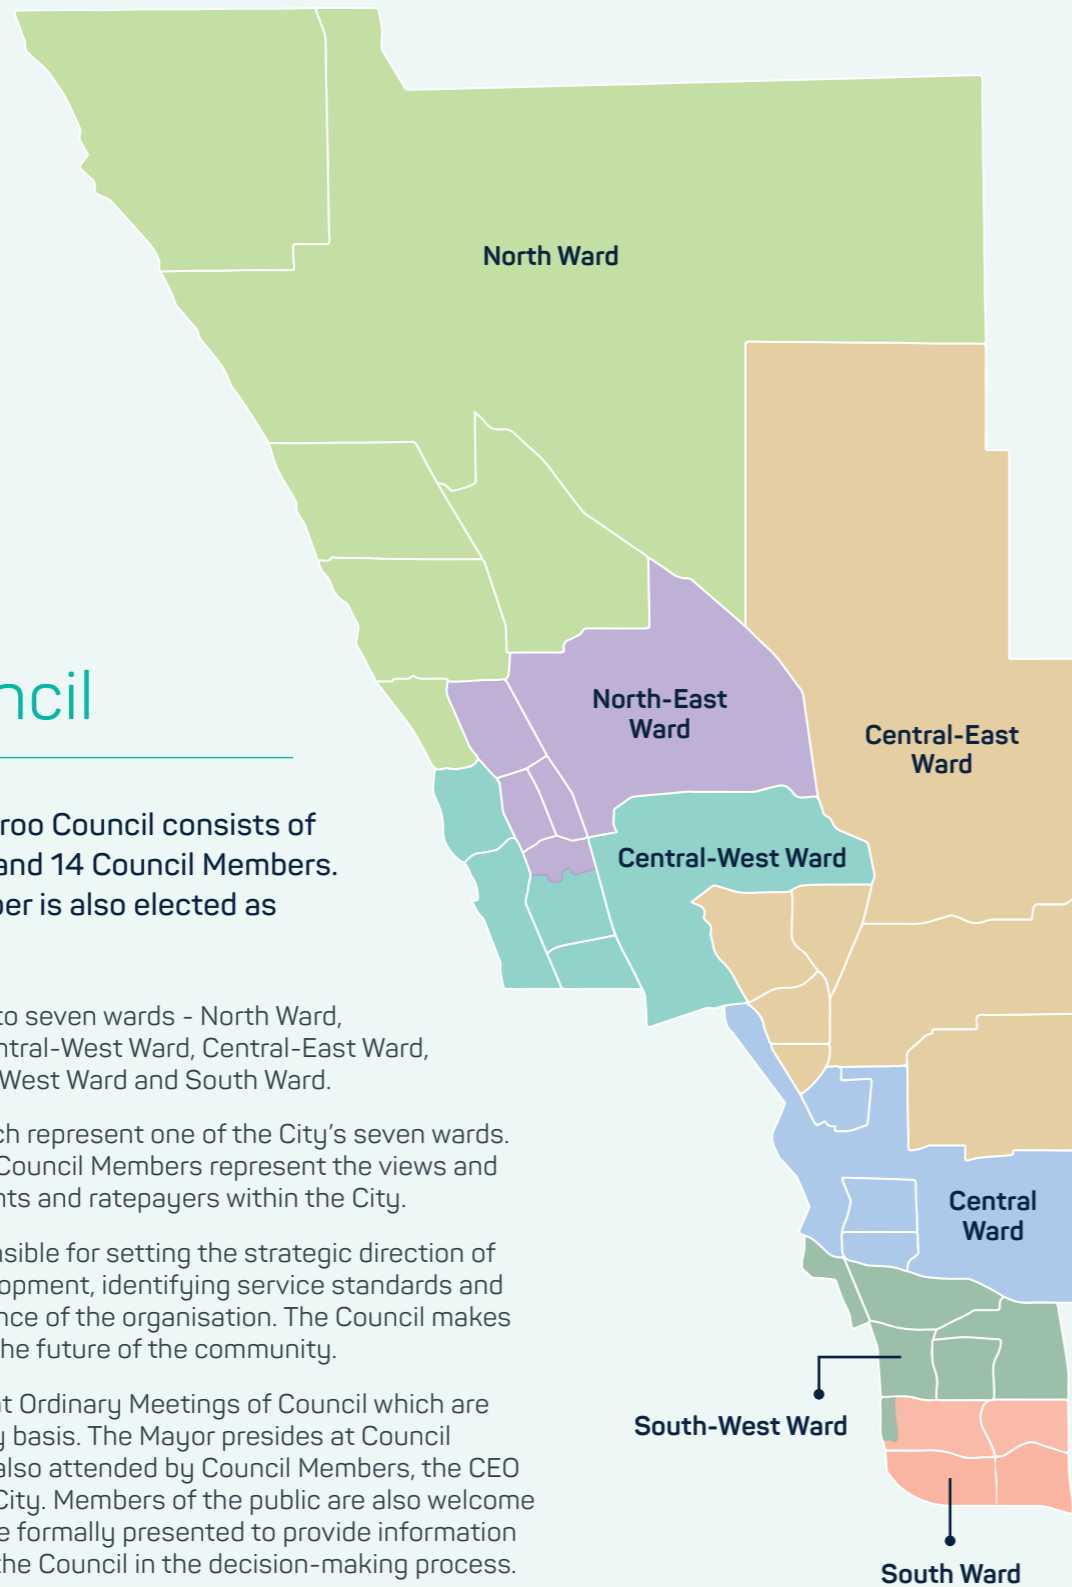 ncil
roo Council consists of
and 14 Council Members.
ber is also elected as
to seven wards - North Ward,
ntral-West Ward, Central-East Ward,
West Ward and South Ward.
ch represent one of the City's seven wards.
Council Members represent the views and
nts and ratepayers within the City.
nsible for setting the strategic direction of
lopment, identifying service standards and
nce of the organisation. The Council makes
the future of the community.
at Ordinary Meetings of Council which are
y basis. The Mayor presides at Council
also attended by Council Members, the CEO
City. Members of the public are also welcome
e formally presented to provide information
the Council in the decision-making process.
North Ward
North-East
Ward
Central-East
Ward
Central-West Ward
Central
Ward
South-West Ward
South Ward